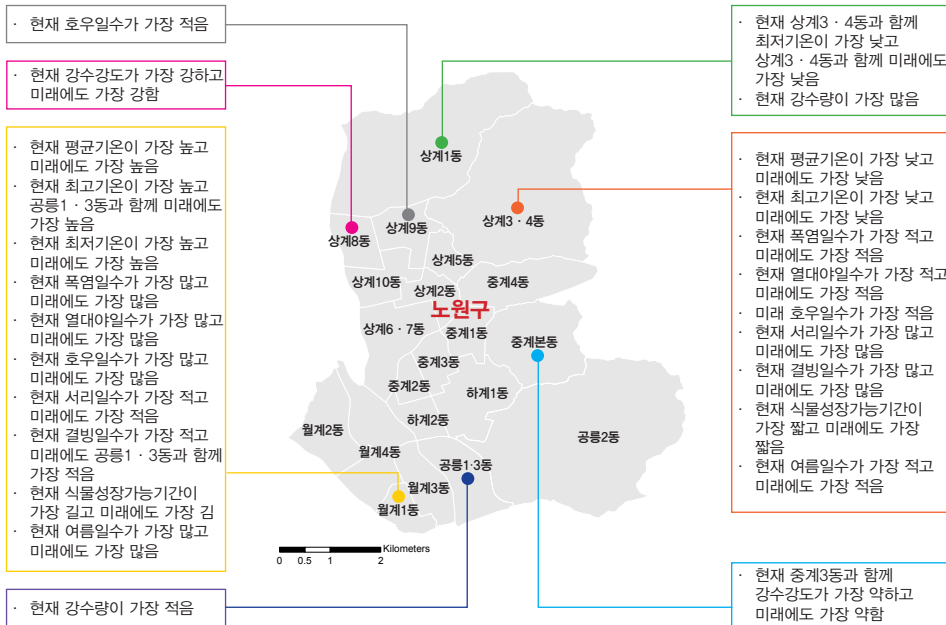 · 현재 호우일수가 가장 적음
· 현재 강수강도가 가장 강하고
미래에도 가장 강함
· 현재 평균기온이 가장 높고
미래에도 가장 높음
· 현재 최고기온이 가장 높고
공릉1 · 3동과 함께 미래에도
가장 높음
· 현재 최저기온이 가장 높고
미래에도 가장 높음
· 현재 폭염일수가 가장 많고
미래에도 가장 많음
· 현재 열대야일수가 가장 많고
미래에도 가장 많음
· 현재 호우일수가 가장 많고
미래에도 가장 많음
· 현재 서리일수가 가장 적고
미래에도 가장 적음
· 현재 결빙일수가 가장 적고
미래에도 공릉1 · 3동과 함께
가장 적음
· 현재 식물성장가능기간이
가장 길고 미래에도 가장 김
· 현재 여름일수가 가장 많고
미래에도 가장 많음
· 현재 강수량이 가장 적음
상계1동
상계3 · 4동
상계8동
상계9동
상계5동
상계10동
상계2동
중계4동
노원구
상계6 · 7동
중계1동
중계본동
중계3동
중계2동
하계1동
하계2동
월계2동
공릉2동
월계4동
공릉1·3동
월계3동
월계1동
Kilometers
0 0.5 1 2
· 현재 상계3 · 4동과 함께
최저기온이 가장 낮고
상계3 · 4동과 함께 미래에도
가장 낮음
· 현재 강수량이 가장 많음
· 현재 평균기온이 가장 낮고
미래에도 가장 낮음
· 현재 최고기온이 가장 낮고
미래에도 가장 낮음
· 현재 폭염일수가 가장 적고
미래에도 가장 적음
· 현재 열대야일수가 가장 적고
미래에도 가장 적음
· 미래 호우일수가 가장 적음
· 현재 서리일수가 가장 많고
미래에도 가장 많음
· 현재 결빙일수가 가장 많고
미래에도 가장 많음
· 현재 식물성장가능기간이
가장 짧고 미래에도 가장
짧음
· 현재 여름일수가 가장 적고
미래에도 가장 적음
· 현재 중계3동과 함께
강수강도가 가장 약하고
미래에도 가장 약함